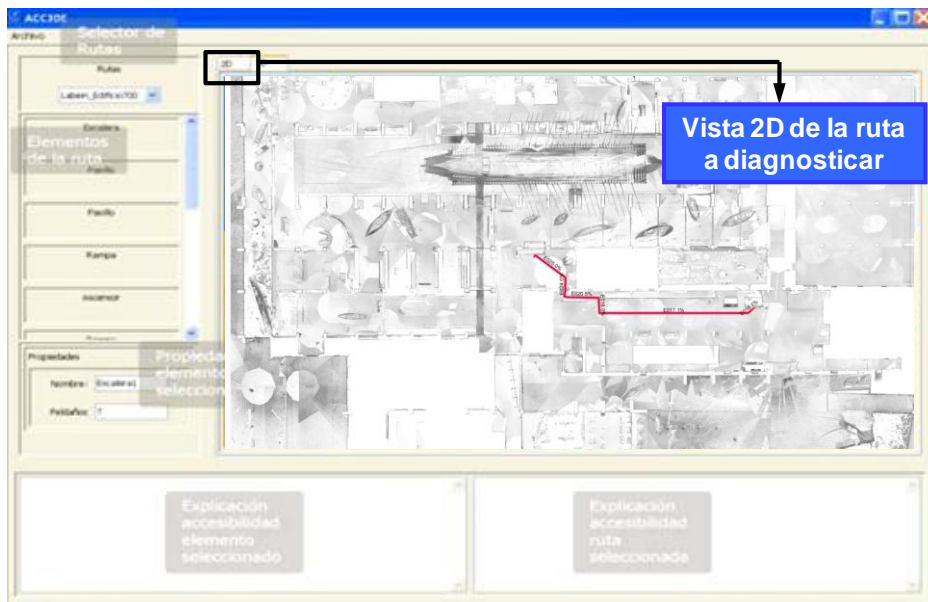 ACC3DE
Archivo
Selector de
Rutas
Rutas
Labein_Edificio700
2D
Vista 2D de la ruta
a diagnosticar
Escalera
Elementos
de la ruta
Pasillo
Pasillo
Rampa
Ascensor
Propiedades
Nombre: Escalera1
Peldaños: 7
Explicación
accesibilidad
elemento
seleccionado
Explicación
accesibilidad
ruta
seleccionada